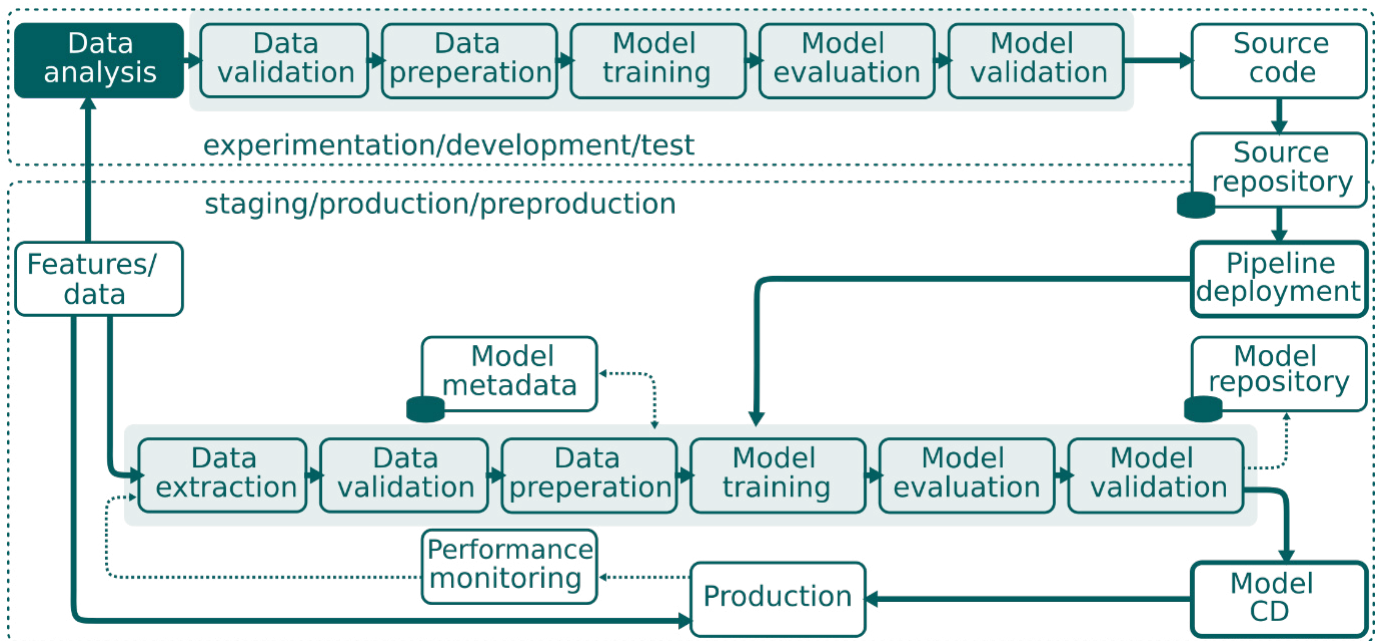 Data
analysis
Data
validation
Data
preperation
Model
training
Model
evaluation
Model
validation
Source
code
experimentation/development/test
Source
repository
staging/production/preproduction
Features/
data
Pipeline
deployment
Model
metadata
Model
repository
Data
extraction
Data
validation
Data
preperation
Model
training
Model
evaluation
Model
validation
Performance
monitoring
Production
Model
CD